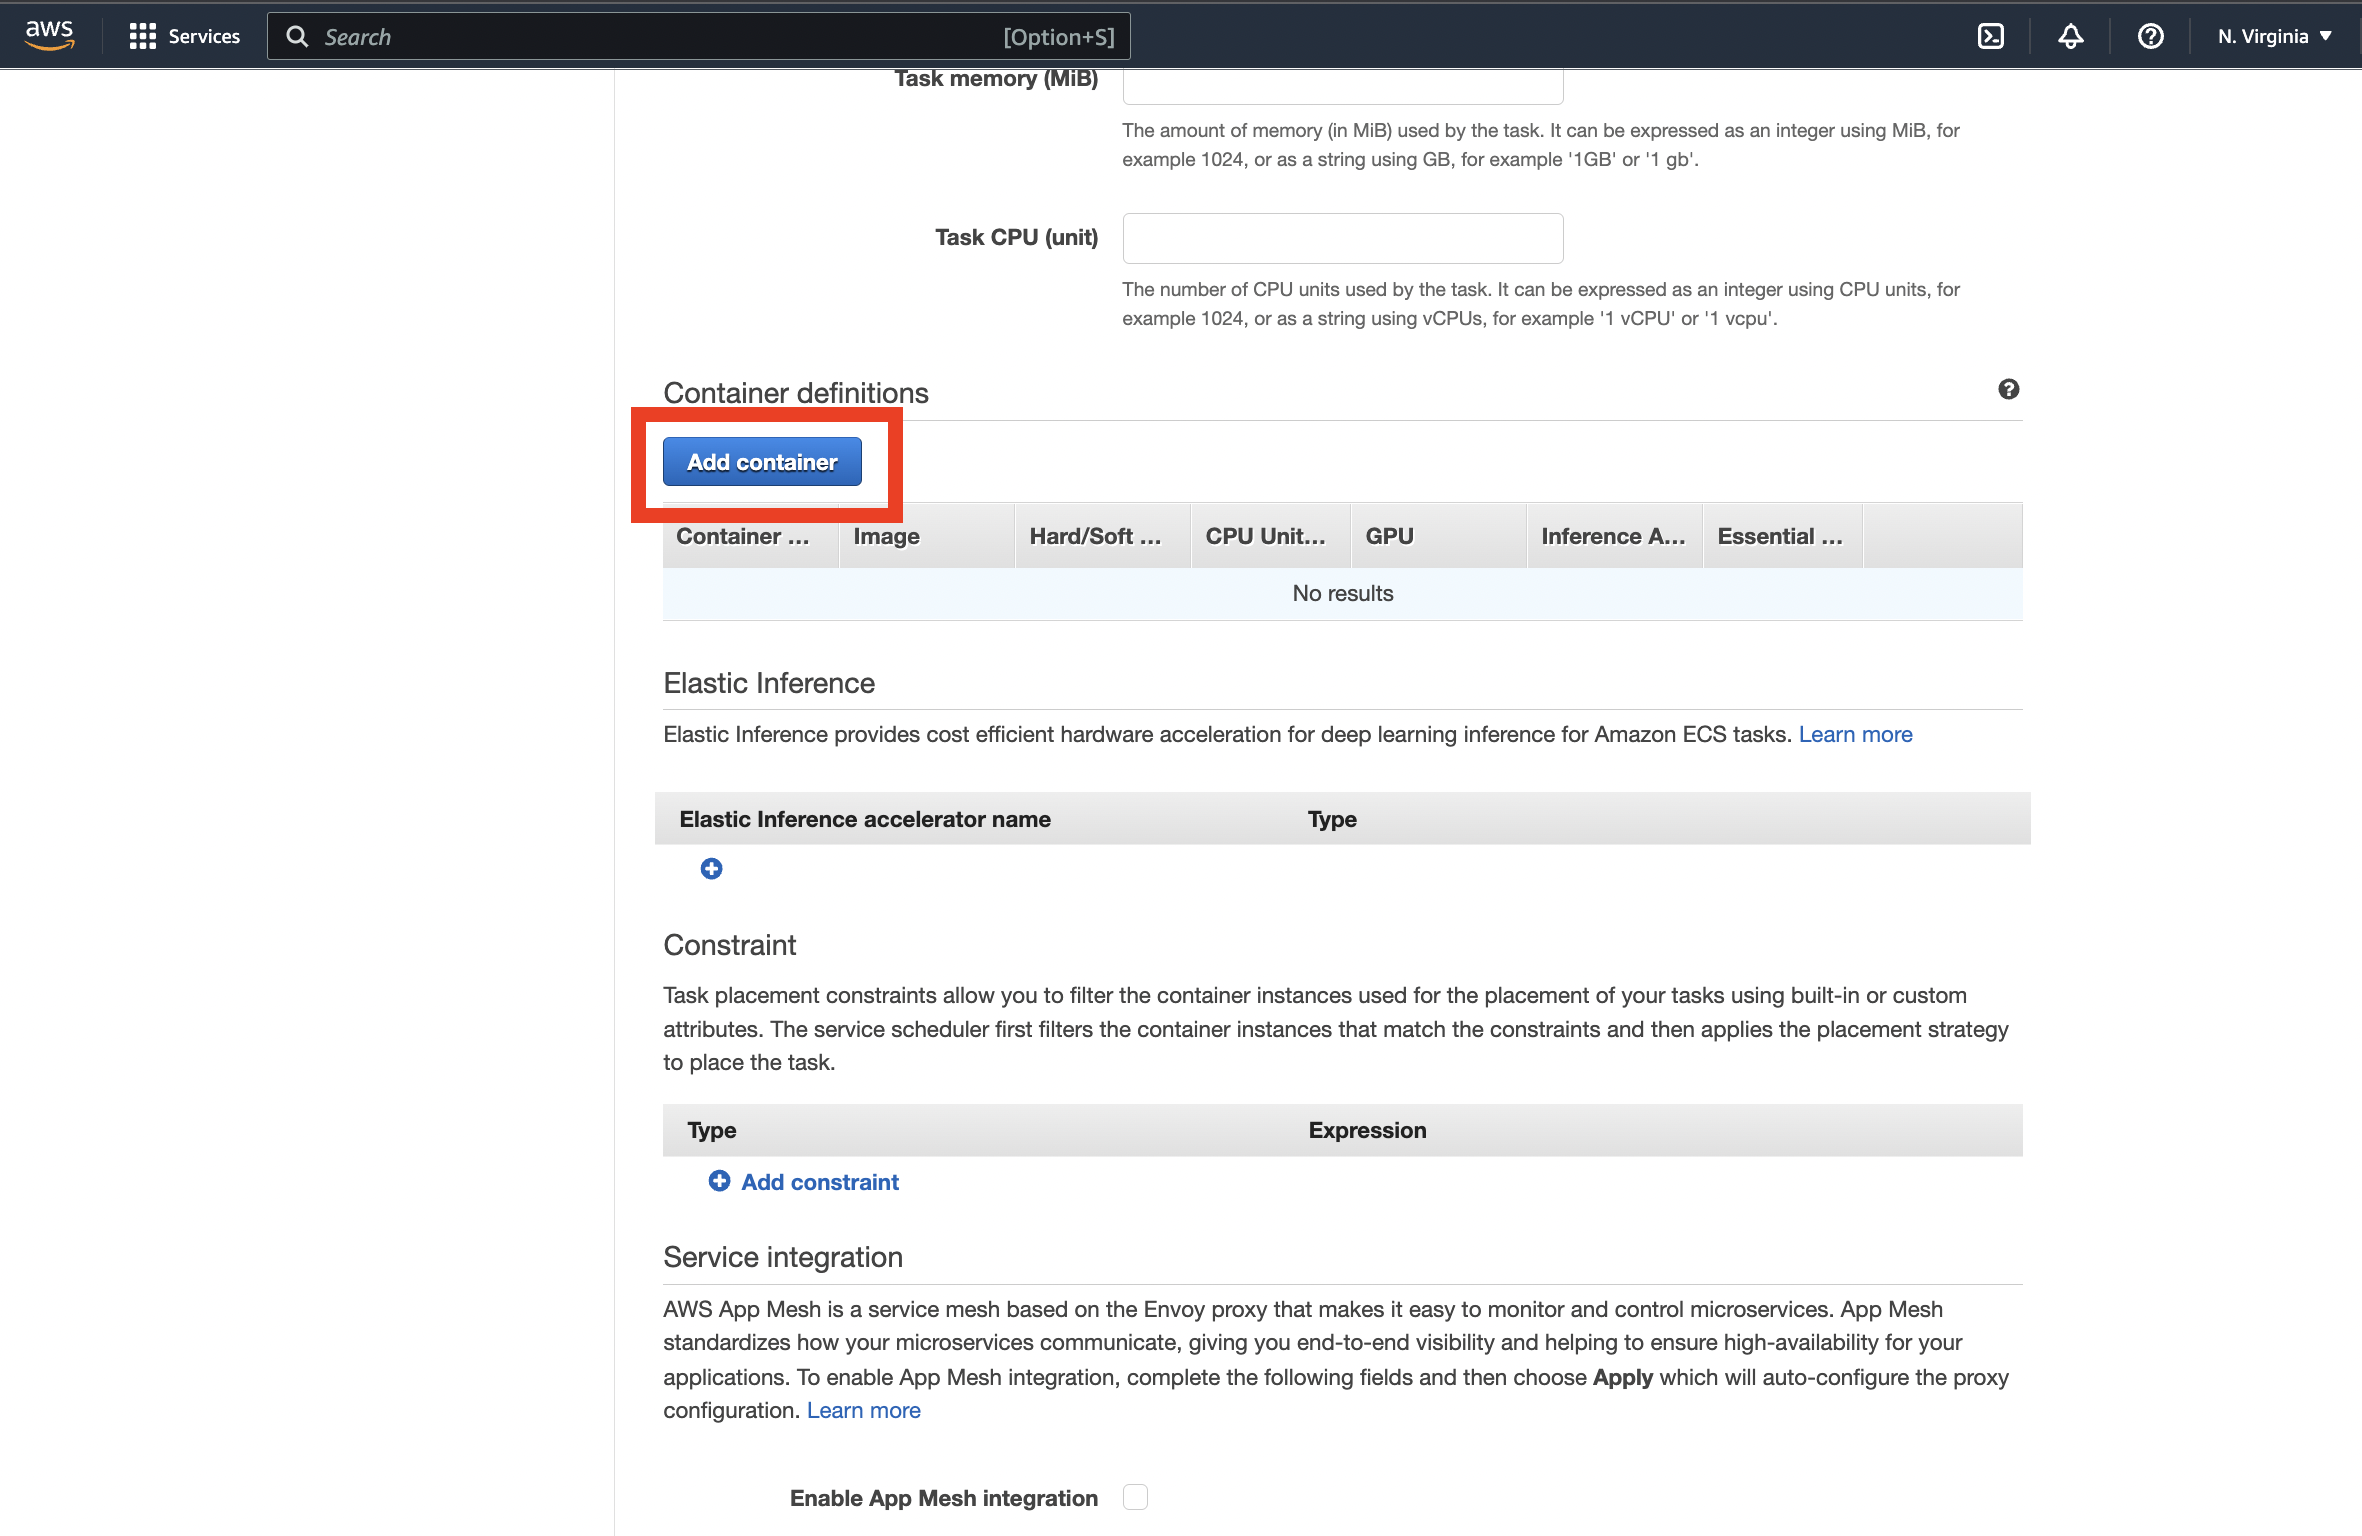 aws
Services
Search
[Option+S]
N. Virginia
Task memory (MiB)
The amount of memory (in MiB) used by the task. It can be expressed as an integer using MiB, for
example 1024, or as a string using GB, for example '1GB' or '1 gb'.
Task CPU (unit)
The number of CPU units used by the task. It can be expressed as an integer using CPU units, for
example 1024, or as a string using vCPUs, for example '1 vCPU' or '1 vcpu'.
Container definitions
Add container
Container ... Image Hard/Soft ... CPU Unit... GPU Inference A... Essential ...
No results
Elastic Inference
Elastic Inference provides cost efficient hardware acceleration for deep learning inference for Amazon ECS tasks. Learn more
Elastic Inference accelerator name Type
Constraint
Task placement constraints allow you to filter the container instances used for the placement of your tasks using built-in or custom
attributes. The service scheduler first filters the container instances that match the constraints and then applies the placement strategy
to place the task.
Type Expression
Add constraint
Service integration
AWS App Mesh is a service mesh based on the Envoy proxy that makes it easy to monitor and control microservices. App Mesh
standardizes how your microservices communicate, giving you end-to-end visibility and helping to ensure high-availability for your
applications. To enable App Mesh integration, complete the following fields and then choose Apply which will auto-configure the proxy
configuration. Learn more
Enable App Mesh integration